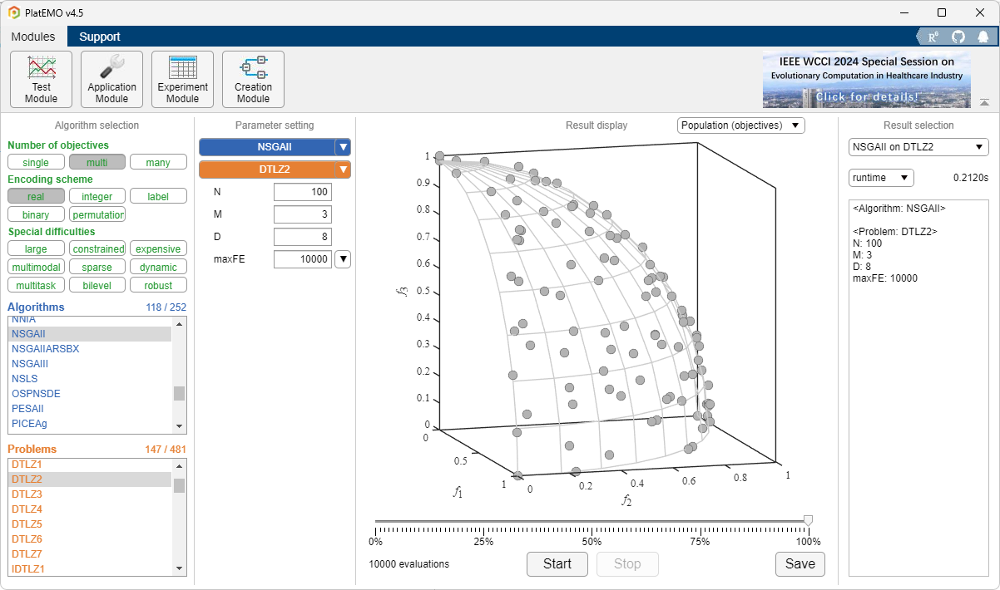 PlatEMO v4.5
Modules Support
R⁶
Test Module
Application Module
Experiment Module
Creation Module
IEEE WCCI 2024 Special Session on
Evolutionary Computation in Healthcare Industry
Click for details!
Algorithm selection
Number of objectives
single multi many
Encoding scheme
real integer label
binary permutation
Special difficulties
large constrained expensive
multimodal sparse dynamic
multitask bilevel robust
Algorithms 118 / 252
NNIA
NSGAII
NSGAIIARSBX
NSGAIII
NSLS
OSPNSDE
PESAII
PICEAg
Problems 147 / 481
DTLZ1
DTLZ2
DTLZ3
DTLZ4
DTLZ5
DTLZ6
DTLZ7
IDTLZ1
Parameter setting
NSGAII
DTLZ2
N 100
M 3
D 8
maxFE 10000
Result display
Population (objectives)
1
0.9
0.8
0.7
0.6
0.5
0.4
0.3
0.2
0.1
0
f3
0
0.5
1
f1
0
0.2
0.4
0.6
0.8
1
f2
0% 25% 50% 75% 100%
10000 evaluations
Start Stop Save
Result selection
NSGAII on DTLZ2
runtime 0.2120s
<Algorithm: NSGAII>
<Problem: DTLZ2>
N: 100
M: 3
D: 8
maxFE: 10000